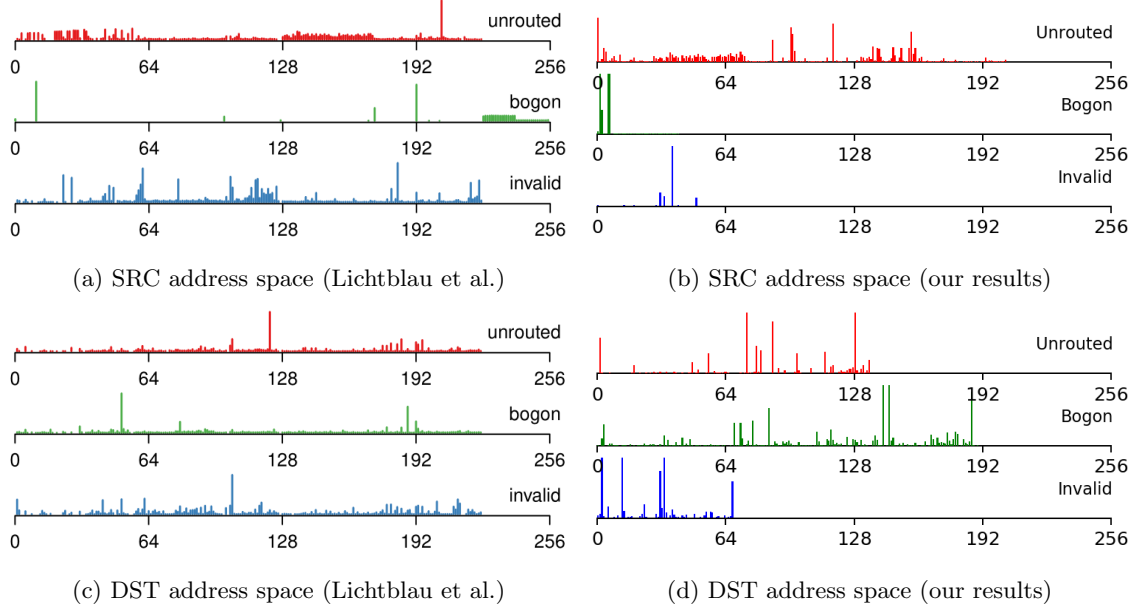 unrouted
0 64 128 192 256
bogon
0 64 128 192 256
invalid
0 64 128 192 256
(a) SRC address space (Lichtblau et al.)
Unrouted
0 64 128 192 256
Bogon
0 64 128 192 256
Invalid
0 64 128 192 256
(b) SRC address space (our results)
unrouted
0 64 128 192 256
bogon
0 64 128 192 256
invalid
0 64 128 192 256
(c) DST address space (Lichtblau et al.)
Unrouted
0 64 128 192 256
Bogon
0 64 128 192 256
Invalid
0 64 128 192 256
(d) DST address space (our results)